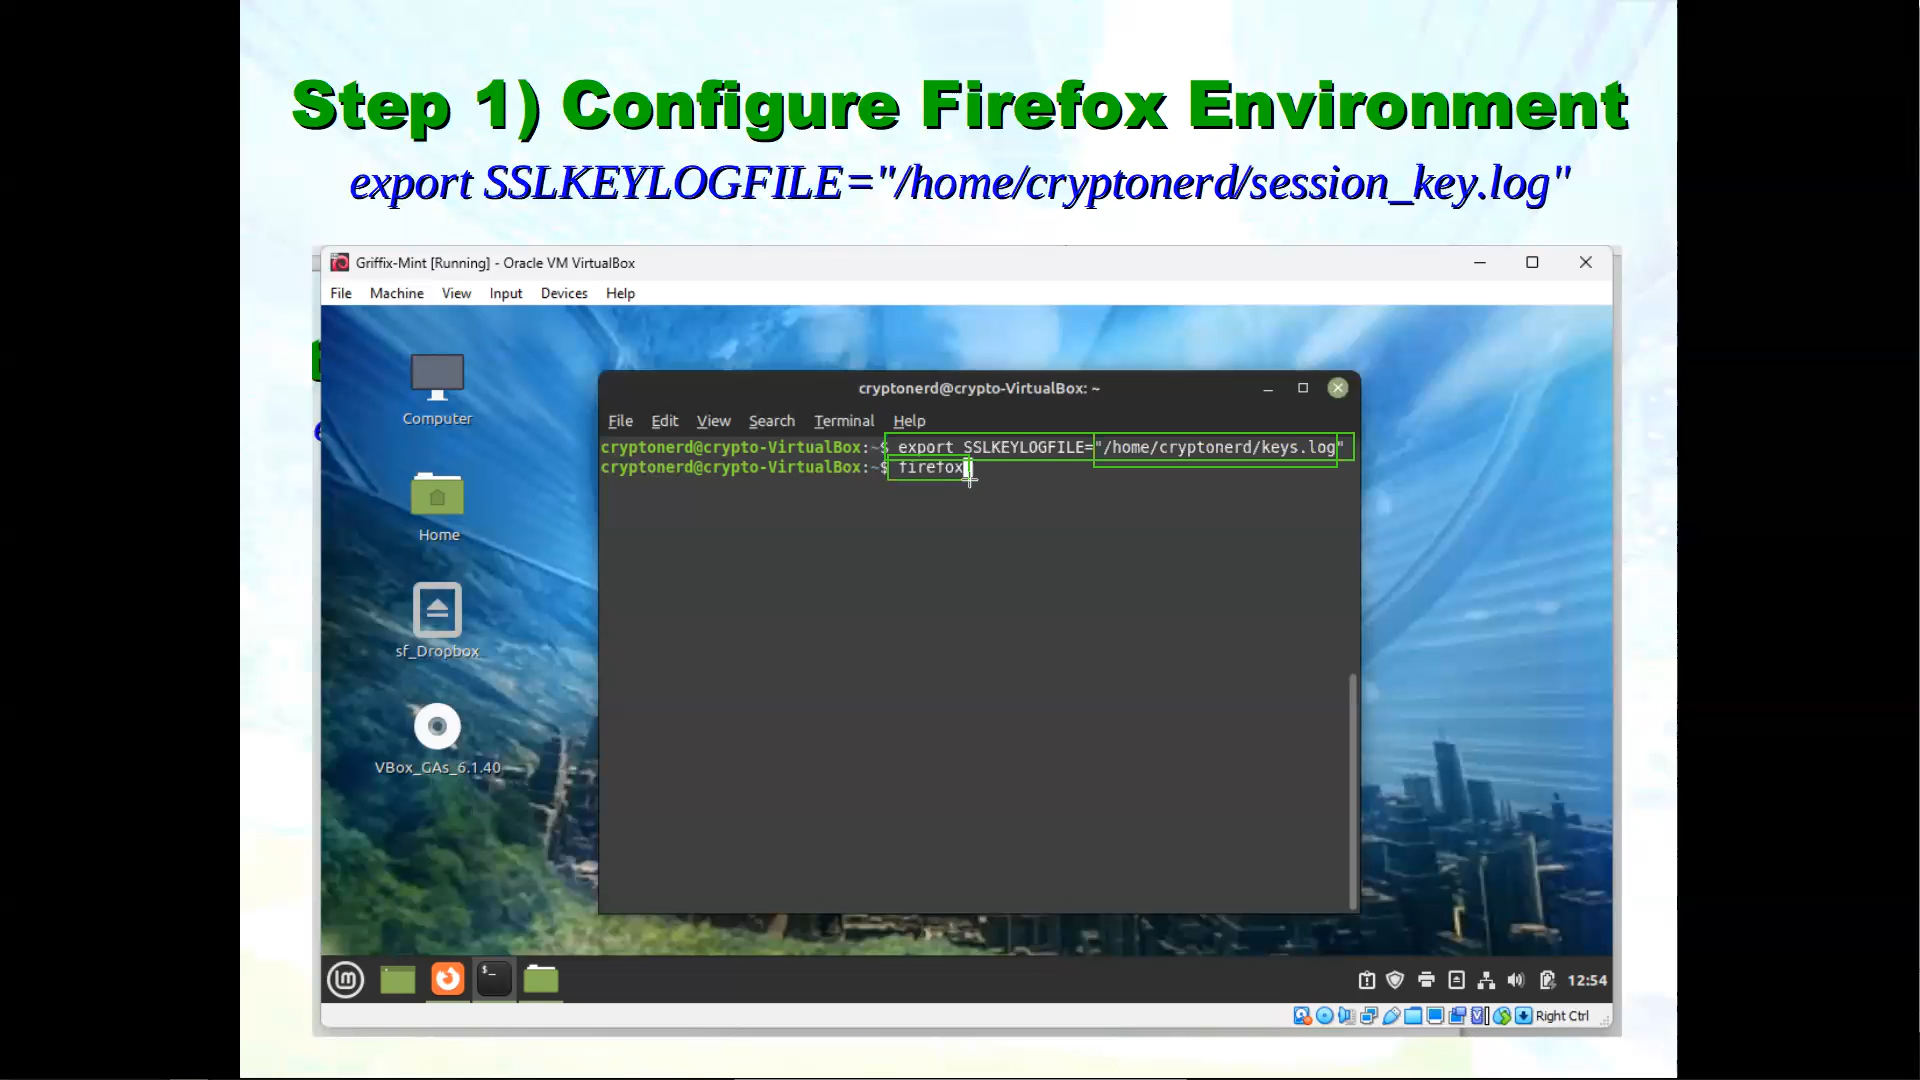 Step 1) Configure Firefox Environment
export SSLKEYLOGFILE="/home/cryptonerd/session_key.log"
Griffix-Mint [Running] - Oracle VM VirtualBox
File Machine View Input Devices Help
Computer
Home
sf_Dropbox
VBox_GAs_6.1.40
cryptonerd@crypto-VirtualBox: ~
File Edit View Search Terminal Help
cryptonerd@crypto-VirtualBox:~$ export SSLKEYLOGFILE="/home/cryptonerd/keys.log"
cryptonerd@crypto-VirtualBox:~$ firefox
12:54
Right Ctrl